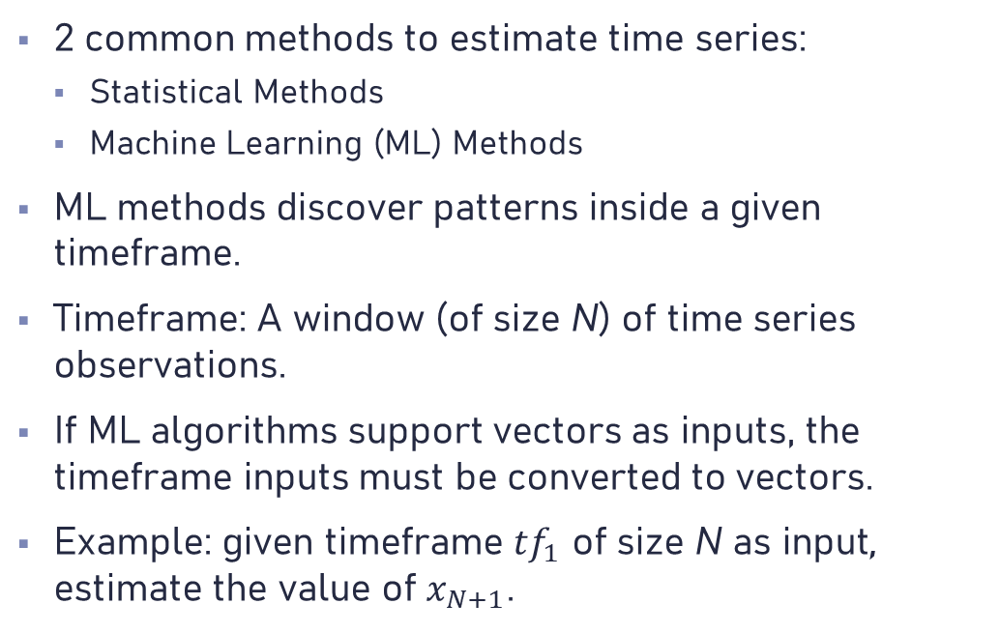 ▪ 2 common methods to estimate time series:
▪ Statistical Methods
▪ Machine Learning (ML) Methods
▪ ML methods discover patterns inside a given
timeframe.
▪ Timeframe: A window (of size N) of time series
observations.
▪ If ML algorithms support vectors as inputs, the
timeframe inputs must be converted to vectors.
▪ Example: given timeframe tf₁ of size N as input,
estimate the value of x_{N+1}.